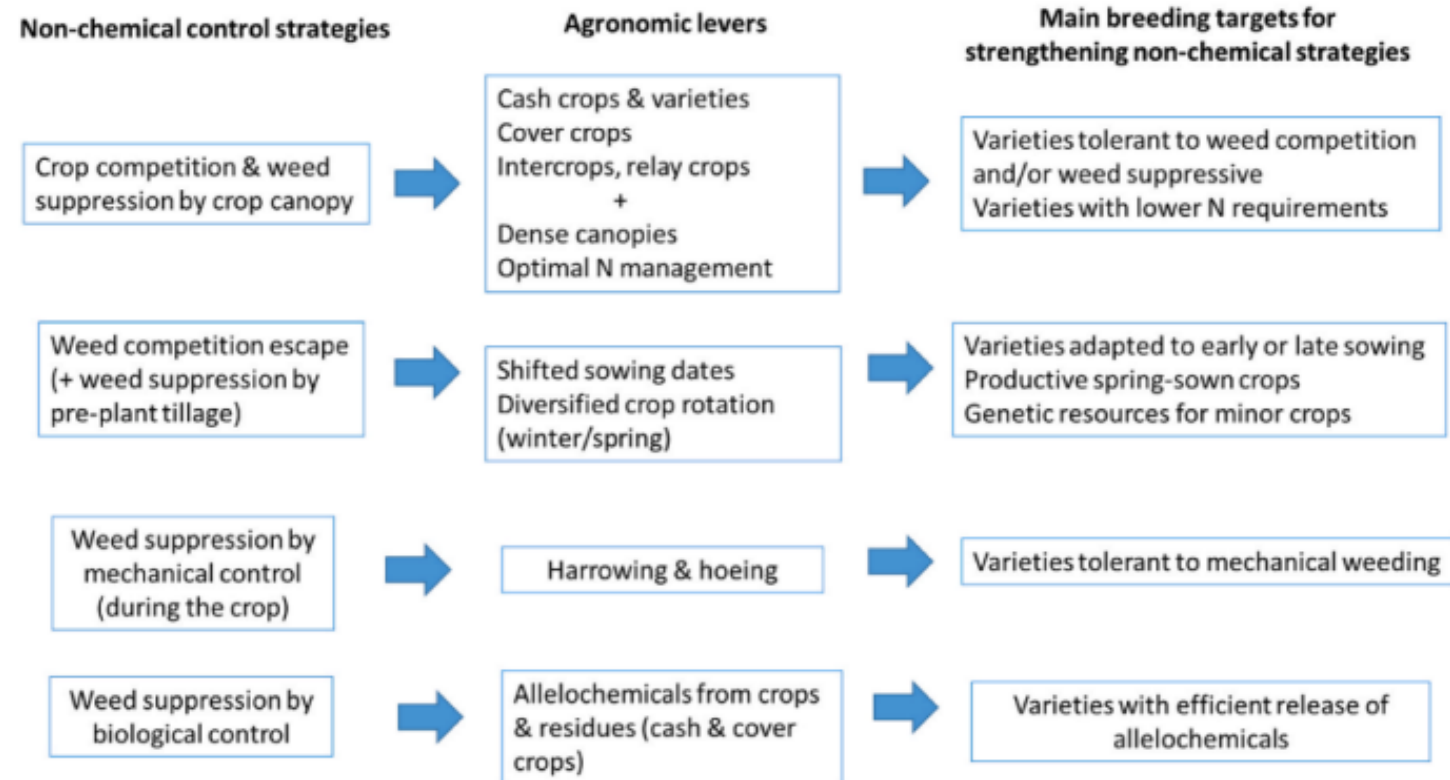 Non-chemical control strategies
Agronomic levers
Main breeding targets for
strengthening non-chemical strategies
Crop competition & weed
suppression by crop canopy
Cash crops & varieties
Cover crops
Intercrops, relay crops
+
Dense canopies
Optimal N management
Varieties tolerant to weed competition
and/or weed suppressive
Varieties with lower N requirements
Weed competition escape
(+ weed suppression by
pre-plant tillage)
Shifted sowing dates
Diversified crop rotation
(winter/spring)
Varieties adapted to early or late sowing
Productive spring-sown crops
Genetic resources for minor crops
Weed suppression by
mechanical control
(during the crop)
Harrowing & hoeing
Varieties tolerant to mechanical weeding
Weed suppression by
biological control
Allelochemicals from crops
& residues (cash & cover
crops)
Varieties with efficient release of
allelochemicals